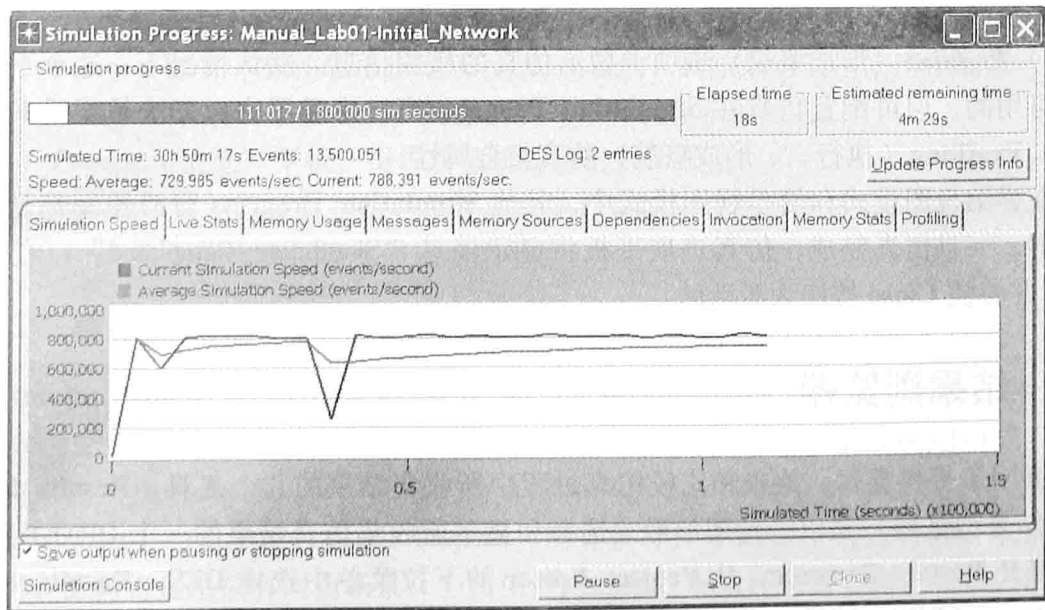 Simulation Progress: Manual_Lab01-Initial_Network
Simulation progress
111,017 / 1,800,000 sim seconds
Elapsed time
18s
Estimated remaining time
4m 29s
Simulated Time: 30h 50m 17s Events: 13,500,051 DES Log: 2 entries
Speed: Average: 729,985 events/sec. Current: 788,391 events/sec.
Update Progress Info
Simulation Speed Live Stats Memory Usage Messages Memory Sources Dependencies Invocation Memory Stats Profiling
Current Simulation Speed (events/second)
Average Simulation Speed (events/second)
1,000,000
800,000
600,000
400,000
200,000
0
0 0.5 1 1.5
Simulated Time (seconds) (x100,000)
Save output when pausing or stopping simulation
Simulation Console Pause Stop Close Help